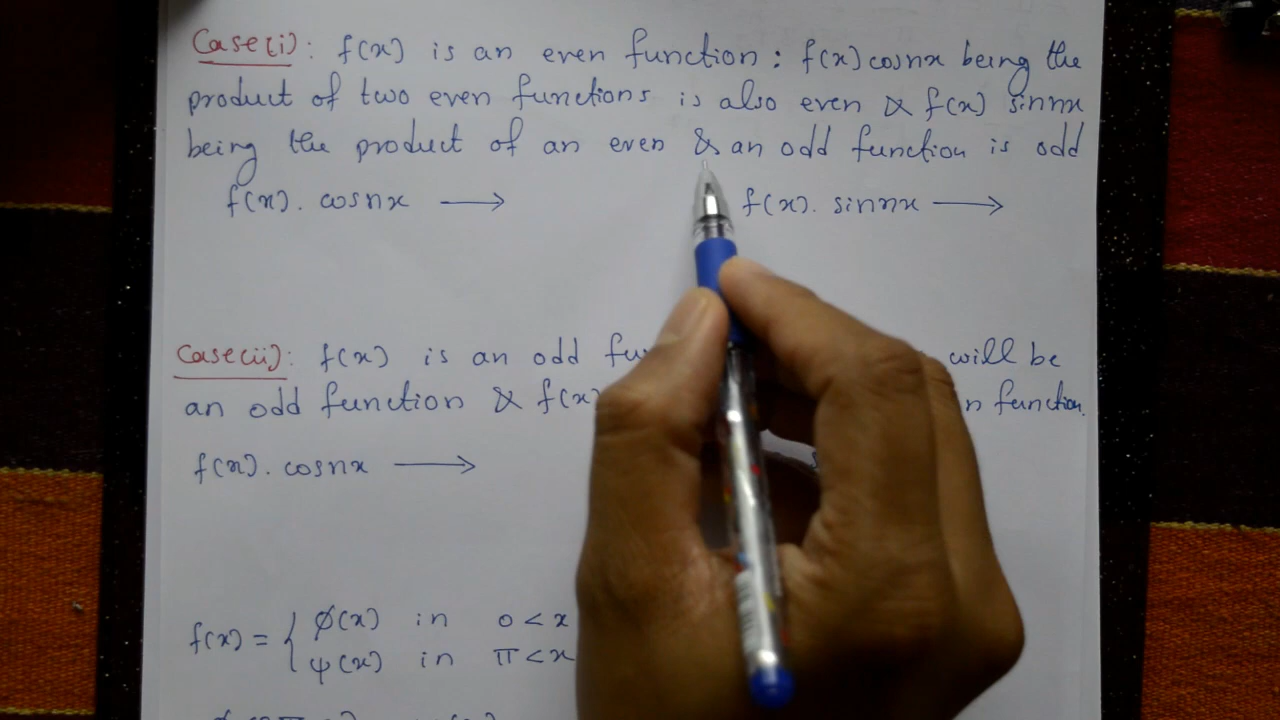 Case(i): f(x) is an even function : f(x) cosnx being the
product of two even functions is also even & f(x) sinnx
being the product of an even & an odd function is odd
f(x). cosnx → f(x). sinnx →
Case(ii): f(x) is an odd will be
an odd function & f(x) function.
f(x). cosnx →
f(x) = { φ(x) in 0 < x
ψ(x) in π < x